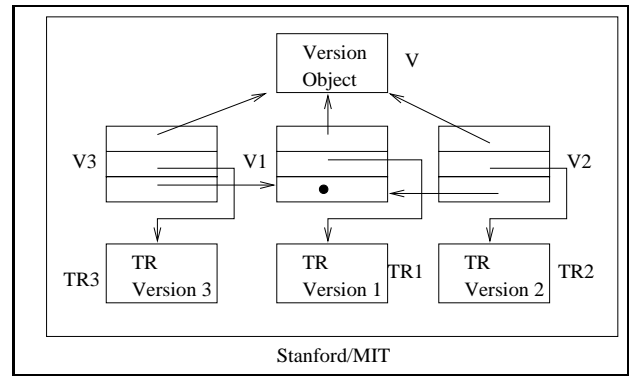 Version
Object
V
V3
V1
V2
TR
Version 3
TR3
TR
Version 1
TR1
TR
Version 2
TR2
Stanford/MIT